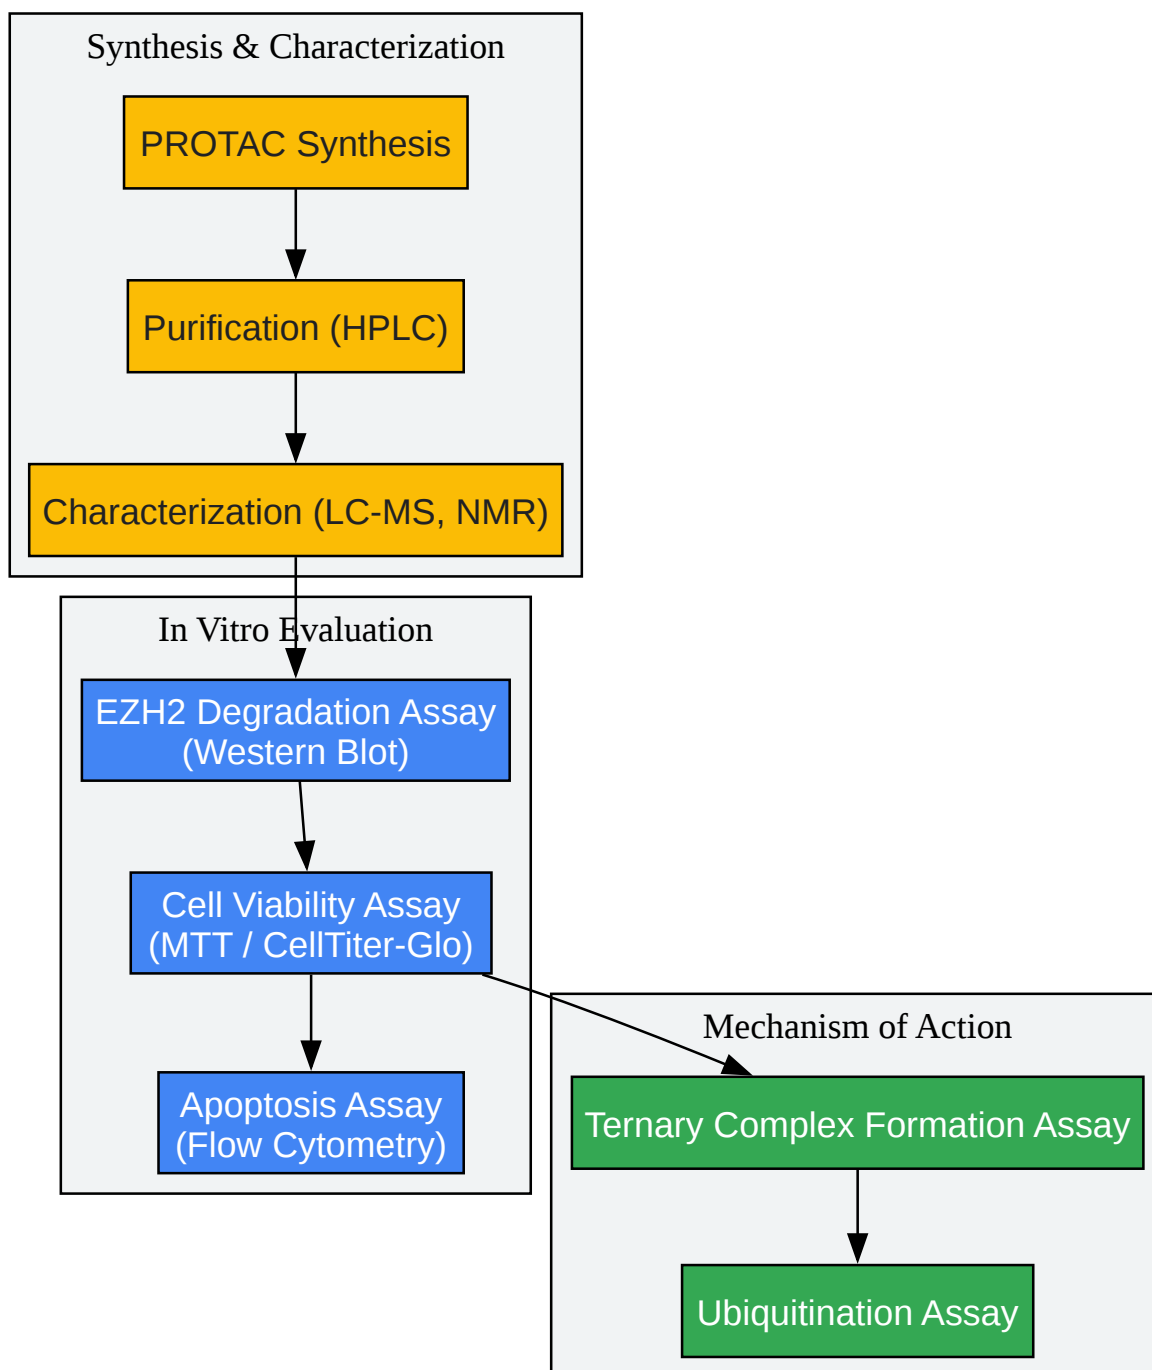 Synthesis & Characterization
PROTAC Synthesis
Purification (HPLC)
Characterization (LC-MS, NMR)
In Vitro Evaluation
EZH2 Degradation Assay
(Western Blot)
Cell Viability Assay
(MTT / CellTiter-Glo)
Apoptosis Assay
(Flow Cytometry)
Mechanism of Action
Ternary Complex Formation Assay
Ubiquitination Assay